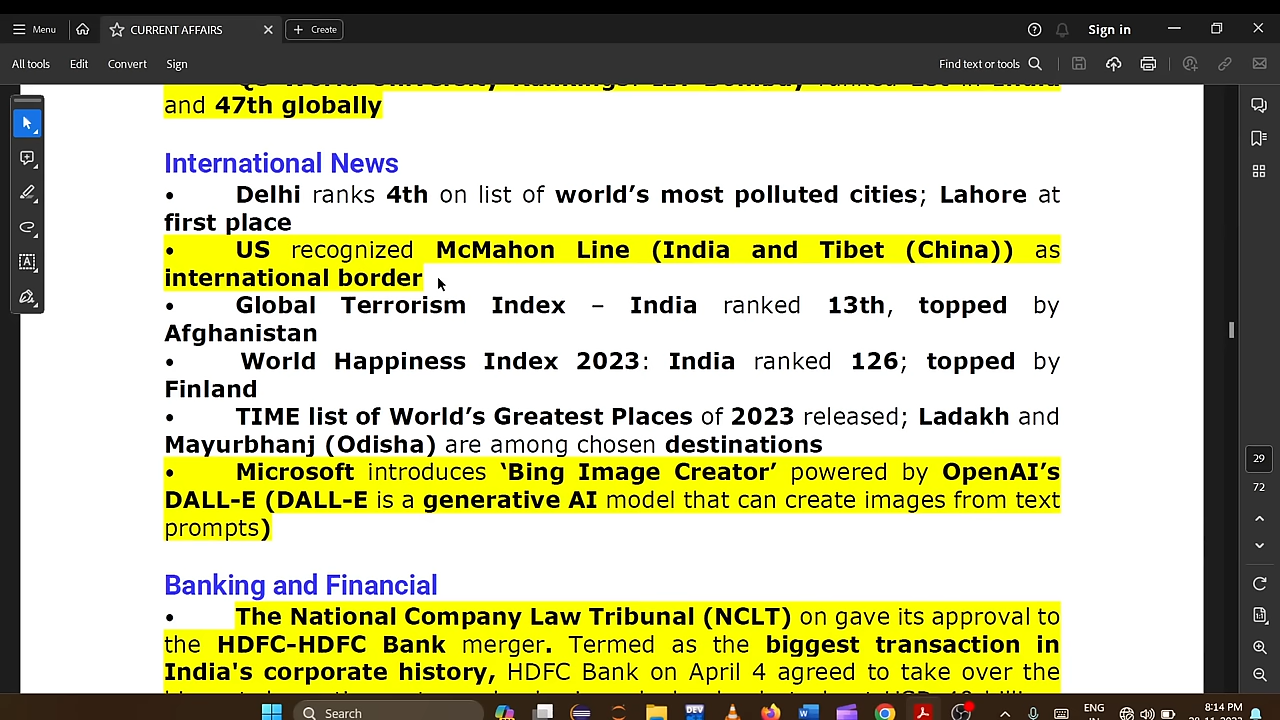 Menu
CURRENT AFFAIRS
Create
Sign in
All tools
Edit
Convert
Sign
Find text or tools
and 47th globally
International News
• Delhi ranks 4th on list of world’s most polluted cities; Lahore at
first place
• US recognized McMahon Line (India and Tibet (China)) as
international border
• Global Terrorism Index – India ranked 13th, topped by
Afghanistan
• World Happiness Index 2023: India ranked 126; topped by
Finland
• TIME list of World’s Greatest Places of 2023 released; Ladakh and
Mayurbhanj (Odisha) are among chosen destinations
• Microsoft introduces ‘Bing Image Creator’ powered by OpenAI’s
DALL-E (DALL-E is a generative AI model that can create images from text
prompts)
Banking and Financial
• The National Company Law Tribunal (NCLT) on gave its approval to
the HDFC-HDFC Bank merger. Termed as the biggest transaction in
India's corporate history, HDFC Bank on April 4 agreed to take over the
29
72
Search
DEV
ENG
IN
8:14 PM